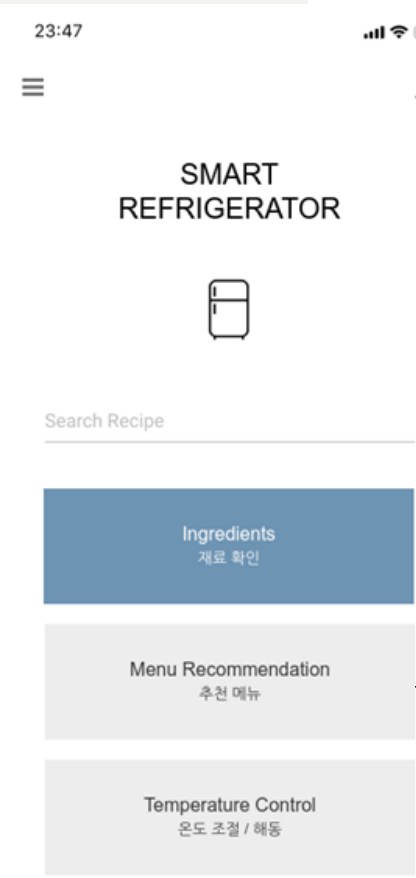 23:47
SMART
REFRIGERATOR
Search Recipe
Ingredients
재료 확인
Menu Recommendation
추천 메뉴
Temperature Control
온도 조절 / 해동